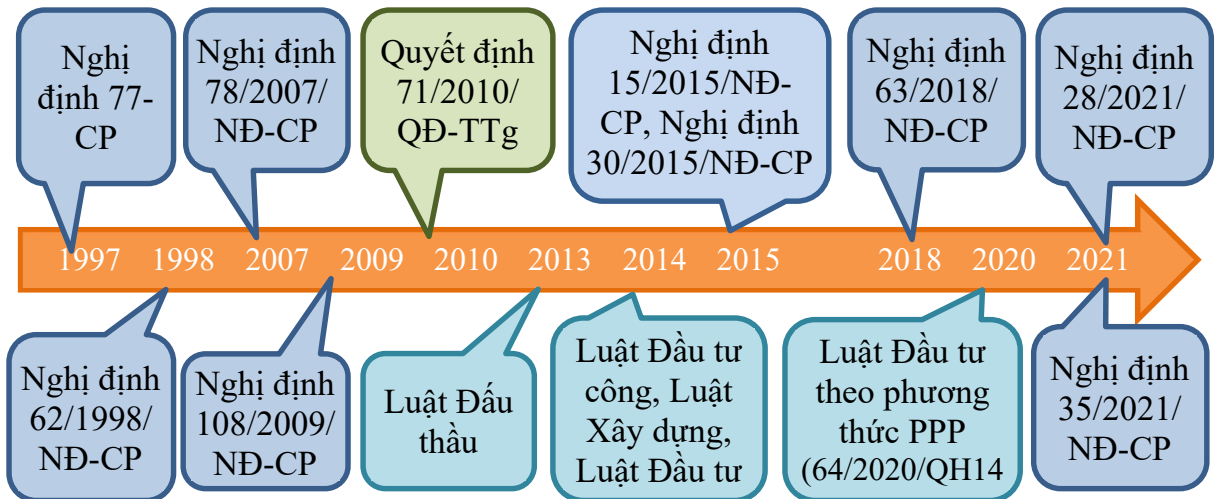 Nghị
định 77-
CP
Nghị định
78/2007/
NĐ-CP
Quyết định
71/2010/
QĐ-TTg
Nghị định
15/2015/NĐ-
CP, Nghị định
30/2015/NĐ-CP
Nghị định
63/2018/
NĐ-CP
Nghị định
28/2021/
NĐ-CP
1997 1998 2007 2009 2010 2013 2014 2015 2018 2020 2021
Nghị định
62/1998/
NĐ-CP
Nghị định
108/2009/
NĐ-CP
Luật Đấu
thầu
Luật Đầu tư
công, Luật
Xây dựng,
Luật Đầu tư
Luật Đầu tư
theo phương
thức PPP
(64/2020/QH14
Nghị định
35/2021/
NĐ-CP